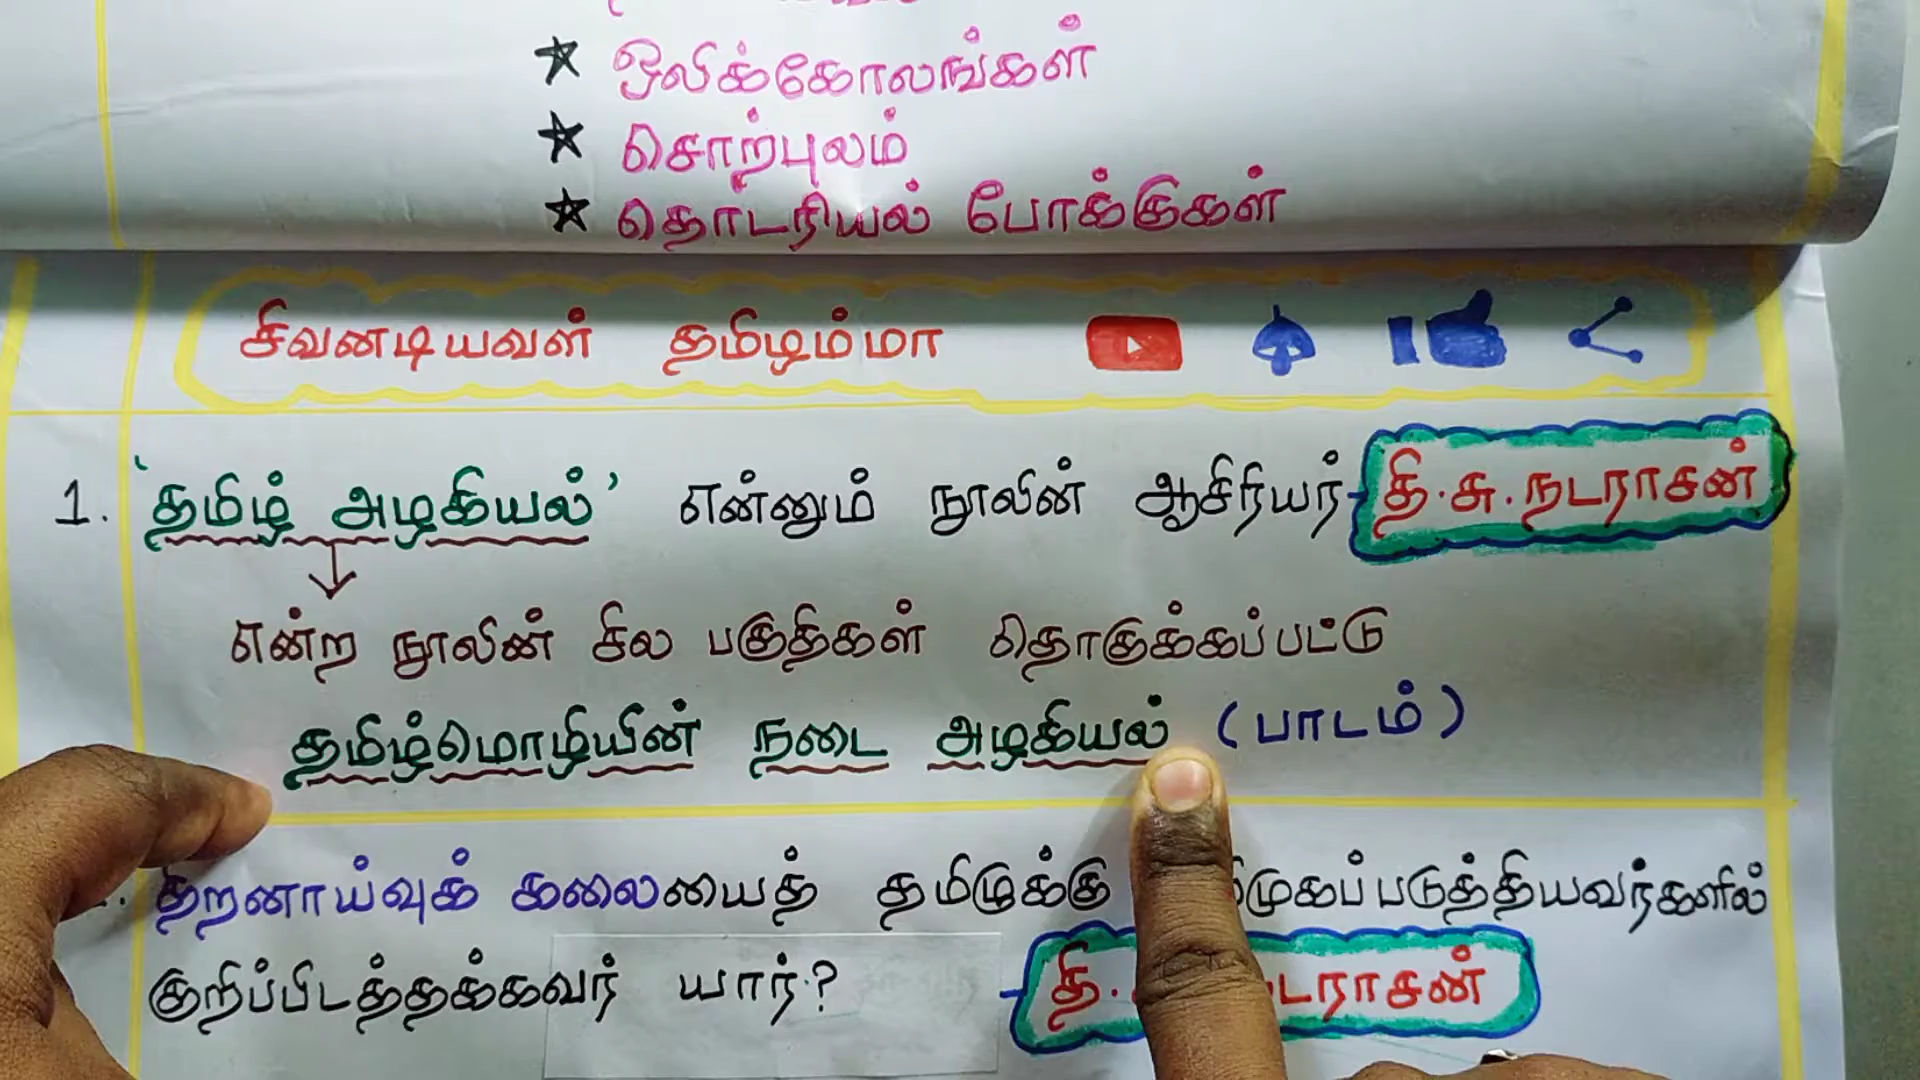 ★ ஒலிக்கோலங்கள்
★ சொற்புலம்
★ தொடரியல் போக்குகள்
சிவனடியவள் தமிழம்மா
1. 'தமிழ் அழகியல்' என்னும் நூலின் ஆசிரியர் - தி.சு.நடராசன்
என்ற நூலின் சில பகுதிகள் தொகுக்கப்பட்டு
தமிழ்மொழியின் நடை அழகியல் (பாடம்)
திறனாய்வுக் கலையைத் தமிழுக்கு
குறிப்பிடத்தக்கவர் யார்?